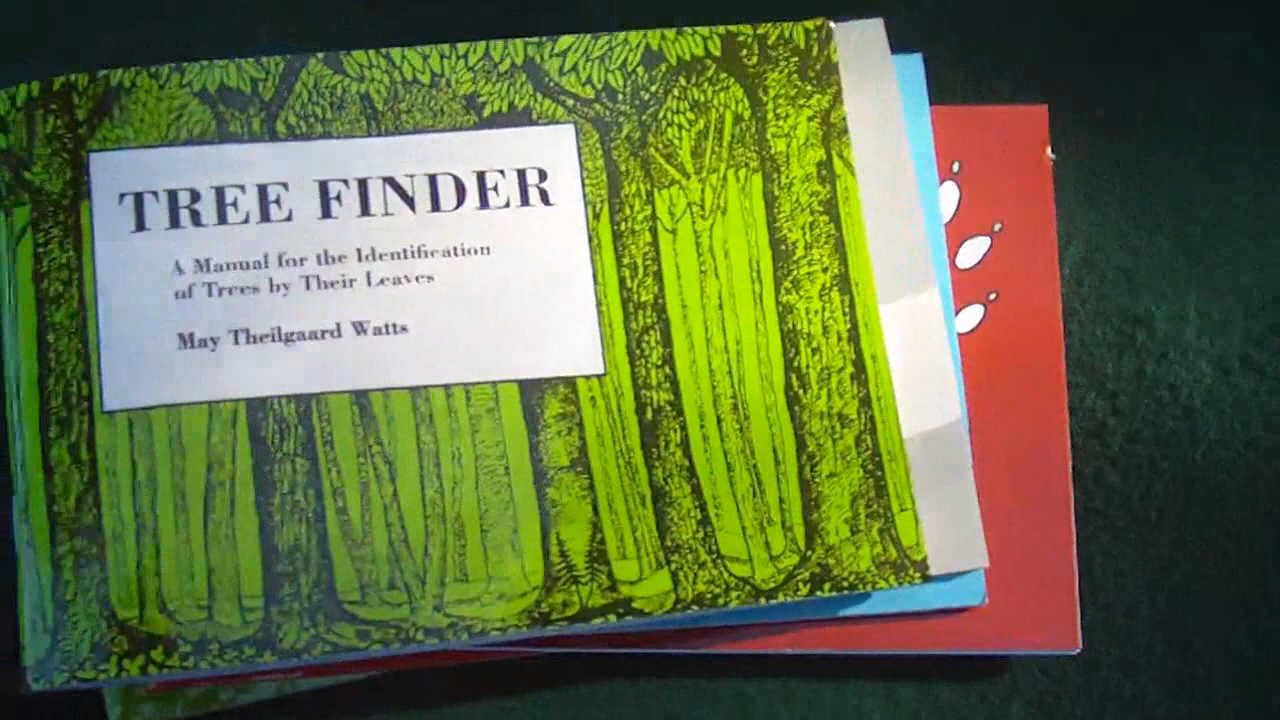 TREE FINDER
A Manual for the Identification
of Trees by Their Leaves
May Theilgaard Watts